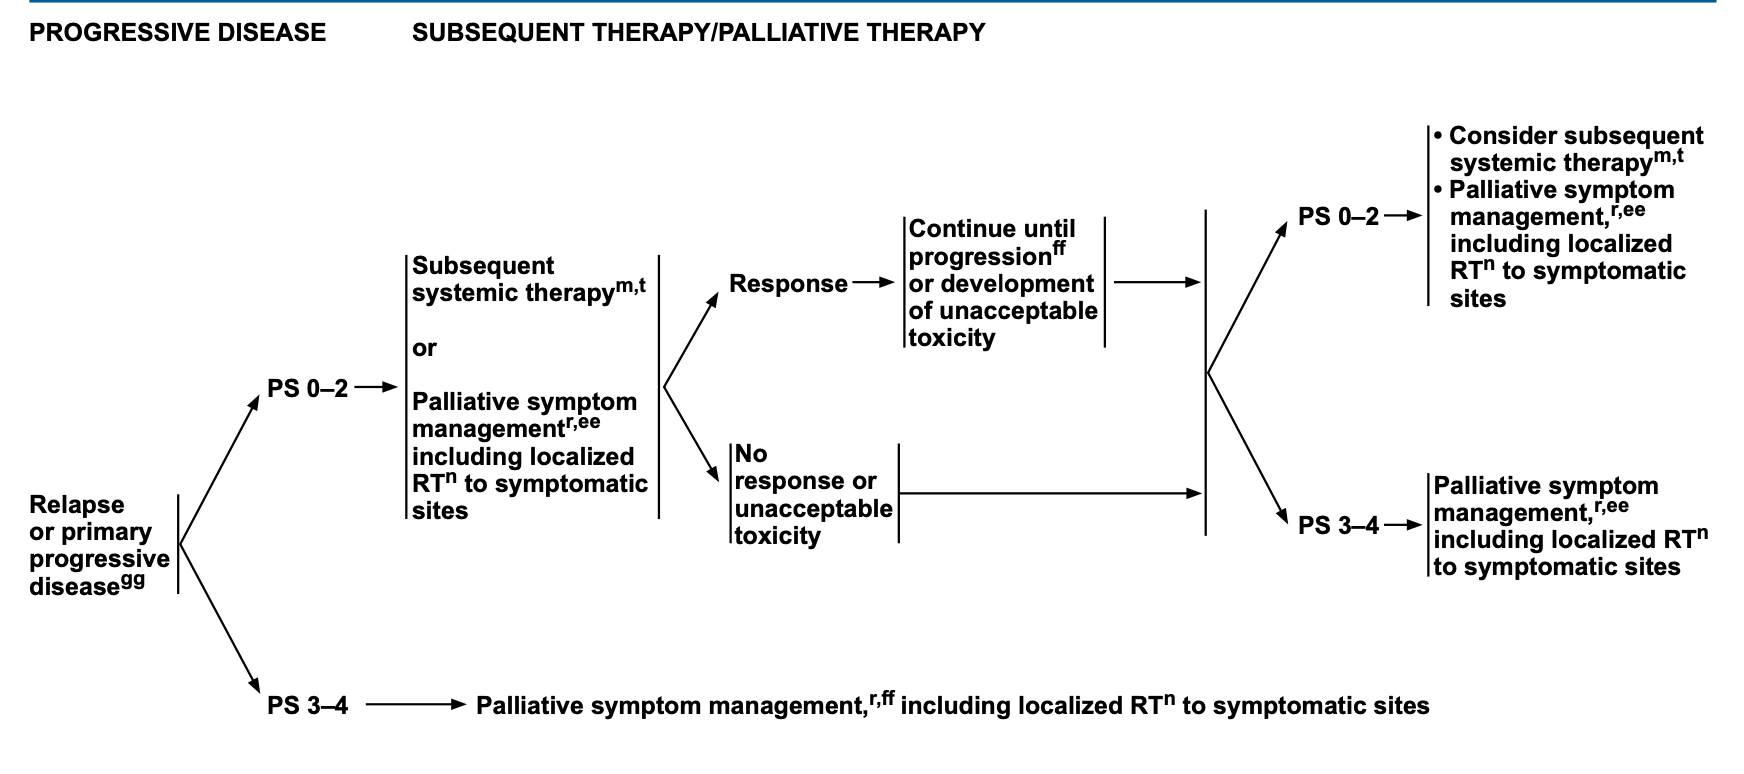 PROGRESSIVE DISEASE
SUBSEQUENT THERAPY/PALLIATIVE THERAPY
Relapse
or primary
progressive
disease^gg
PS 0–2
Subsequent
systemic therapy^m,t
or
Palliative symptom
management^r,ee
including localized
RT^n to symptomatic
sites
Response
Continue until
progression^ff
or development
of unacceptable
toxicity
No
response or
unacceptable
toxicity
PS 0–2
• Consider subsequent
systemic therapy^m,t
• Palliative symptom
management,^r,ee
including localized
RT^n to symptomatic
sites
PS 3–4
Palliative symptom
management,^r,ee
including localized RT^n
to symptomatic sites
PS 3–4
Palliative symptom management,^r,ff including localized RT^n to symptomatic sites